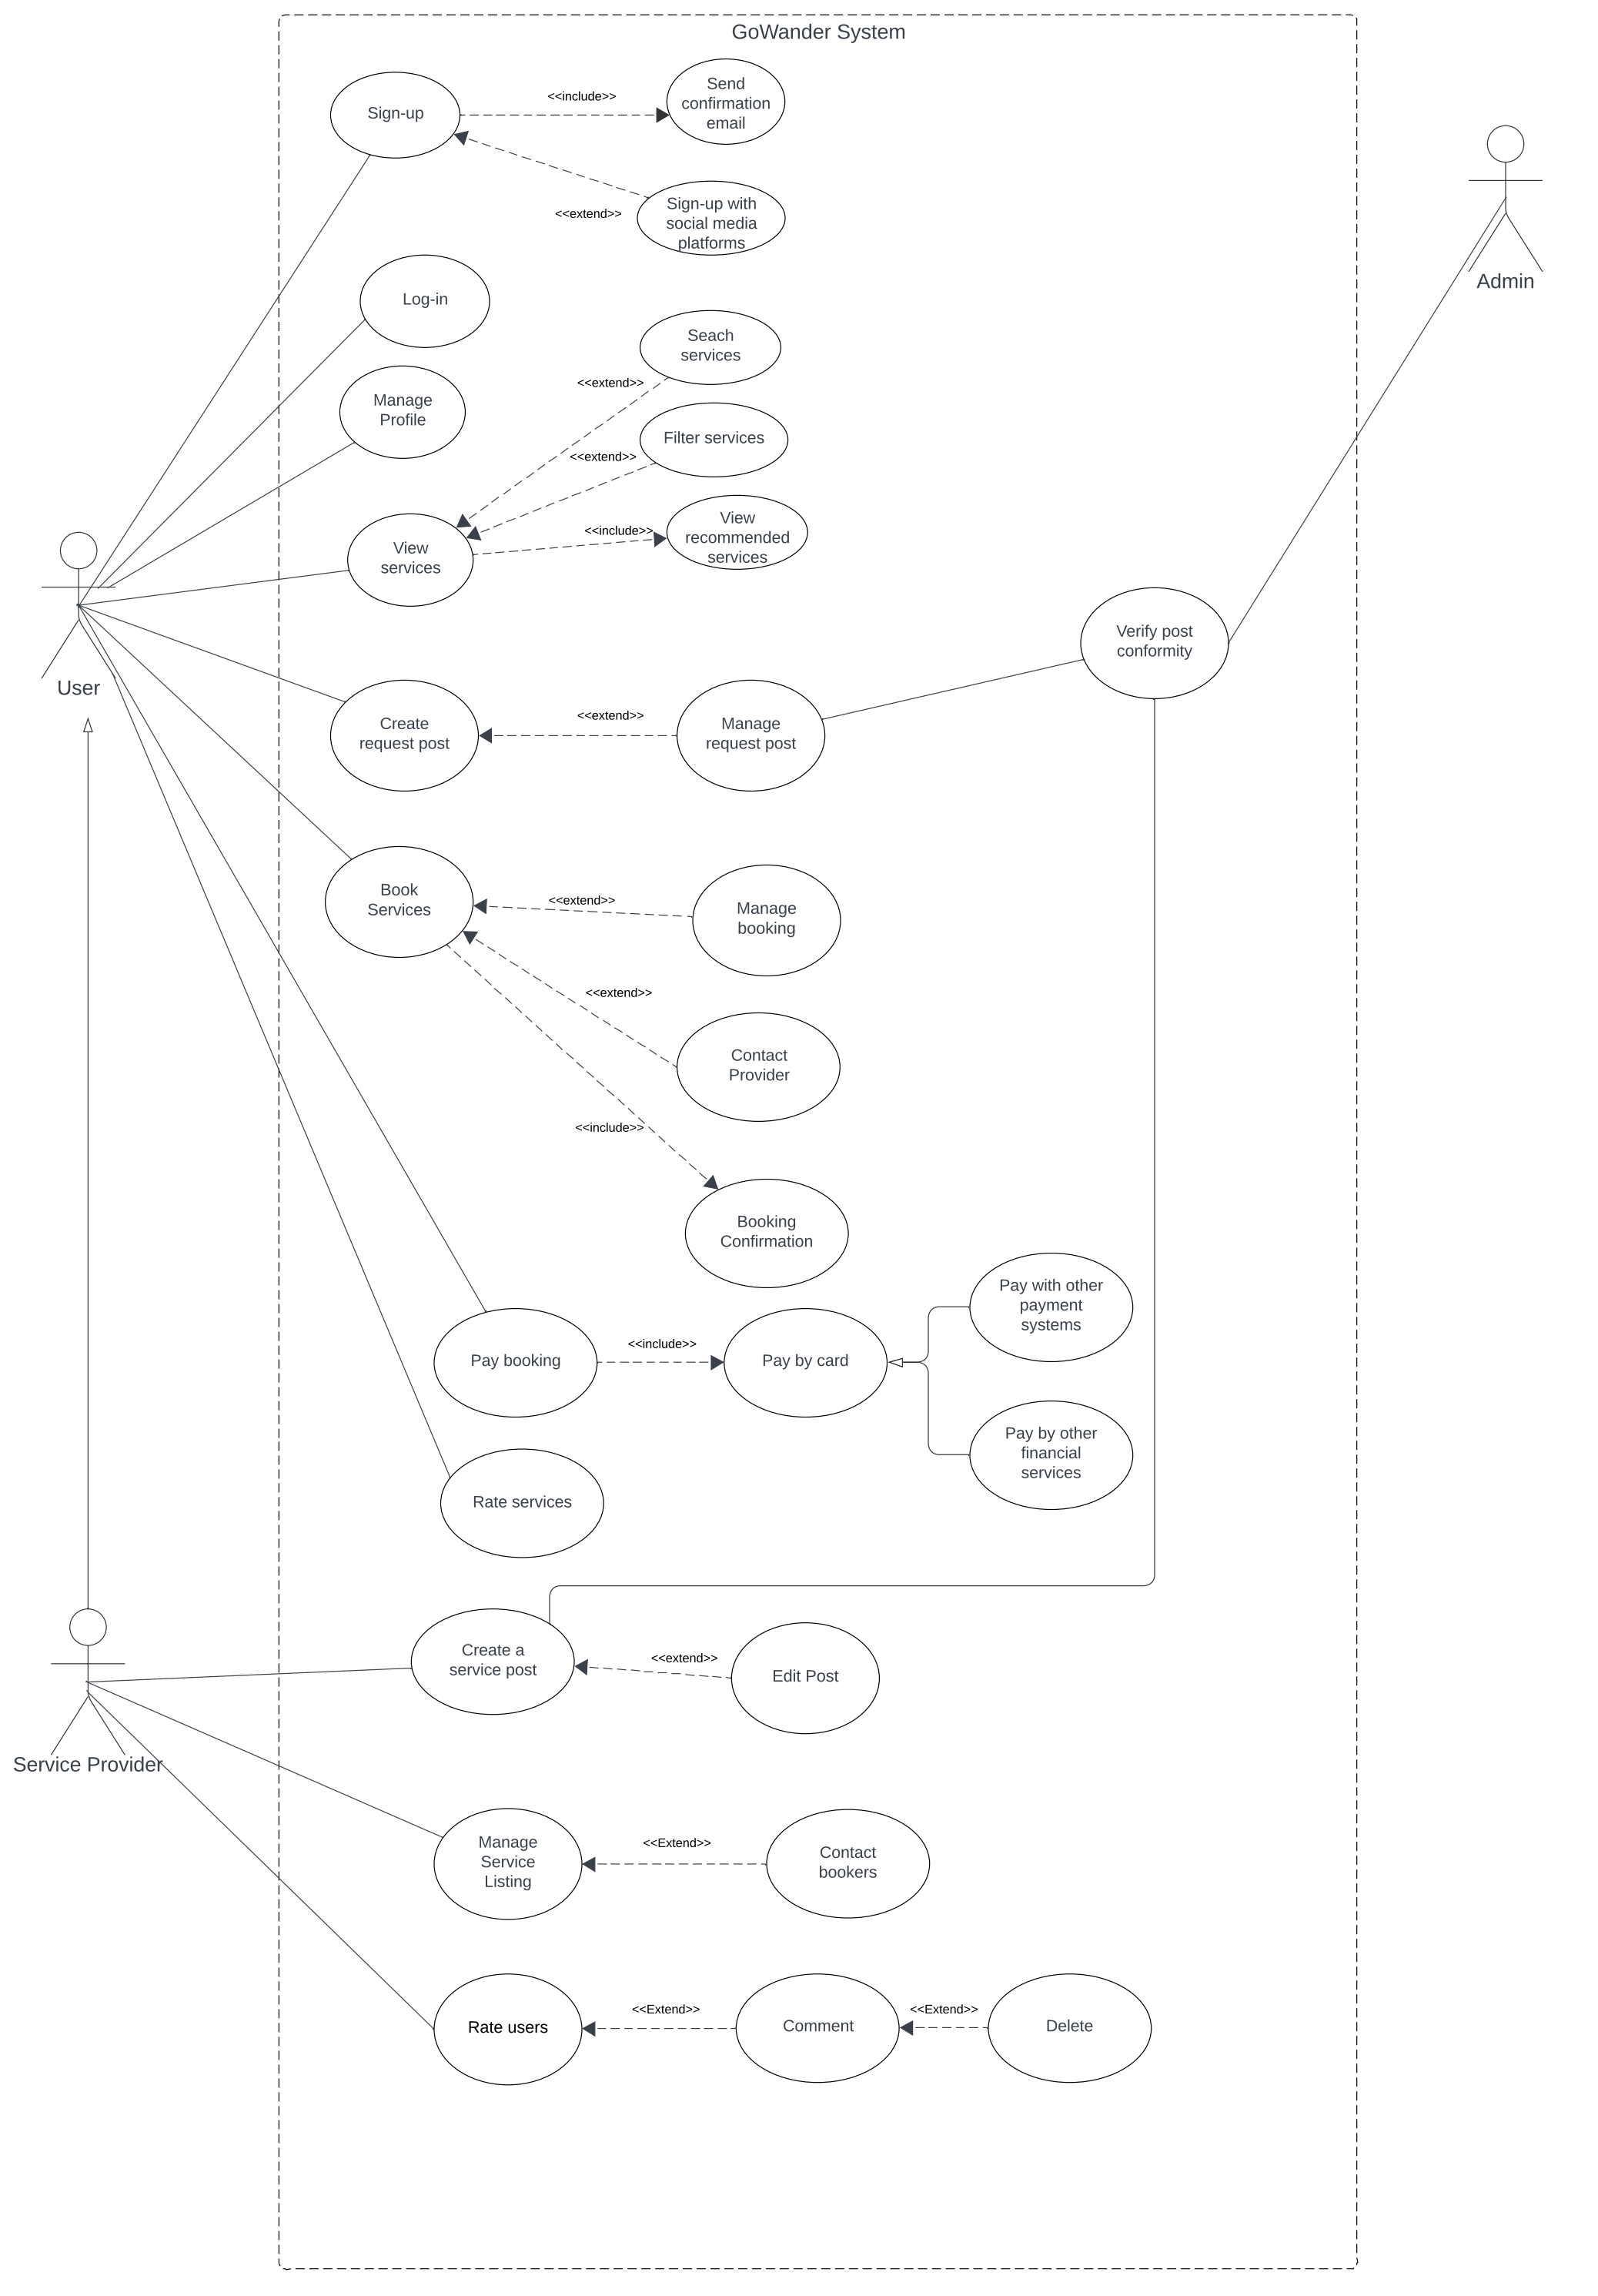 GoWander System
Sign-up
<<include>>
Send
confirmation
email
<<extend>>
Sign-up with
social media
platforms
Admin
Log-in
Seach
services
<<extend>>
Manage
Profile
Filter services
<<extend>>
View
services
<<include>>
View
recommended
services
Verify post
conformity
User
Create
request post
<<extend>>
Manage
request post
Book
Services
<<extend>>
Manage
booking
<<extend>>
Contact
Provider
<<include>>
Booking
Confirmation
Pay with other
payment
systems
Pay booking
<<include>>
Pay by card
Pay by other
financial
services
Rate services
Create a
service post
<<extend>>
Edit Post
Service Provider
Manage
Service
Listing
<<Extend>>
Contact
bookers
Rate users
<<Extend>>
Comment
<<Extend>>
Delete